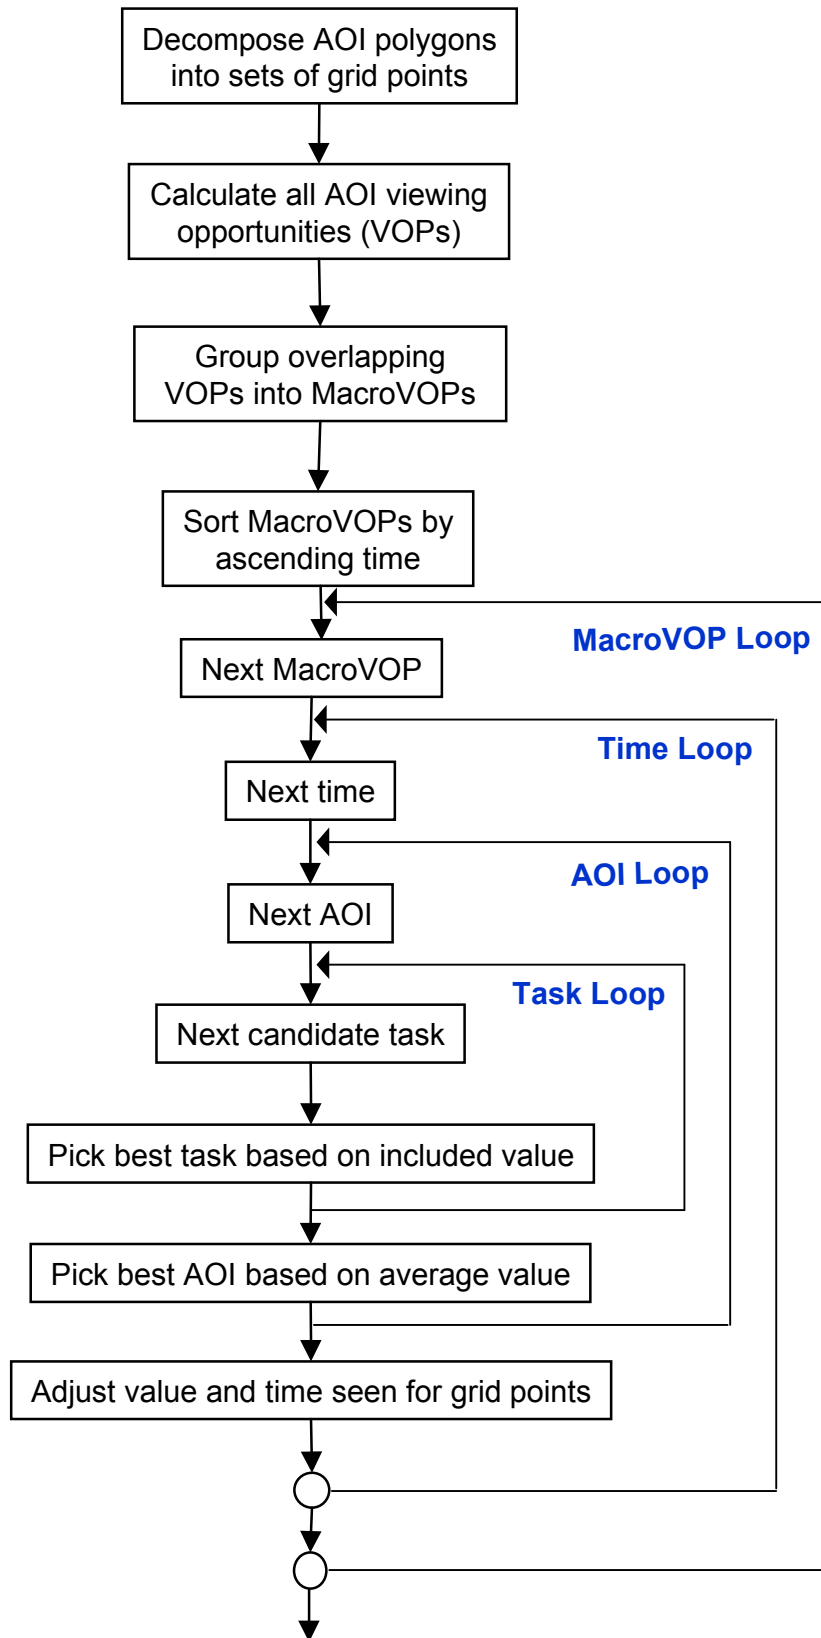 Decompose AOI polygons
into sets of grid points
Calculate all AOI viewing
opportunities (VOPs)
Group overlapping
VOPs into MacroVOPs
Sort MacroVOPs by
ascending time
MacroVOP Loop
Next MacroVOP
Time Loop
Next time
AOI Loop
Next AOI
Task Loop
Next candidate task
Pick best task based on included value
Pick best AOI based on average value
Adjust value and time seen for grid points